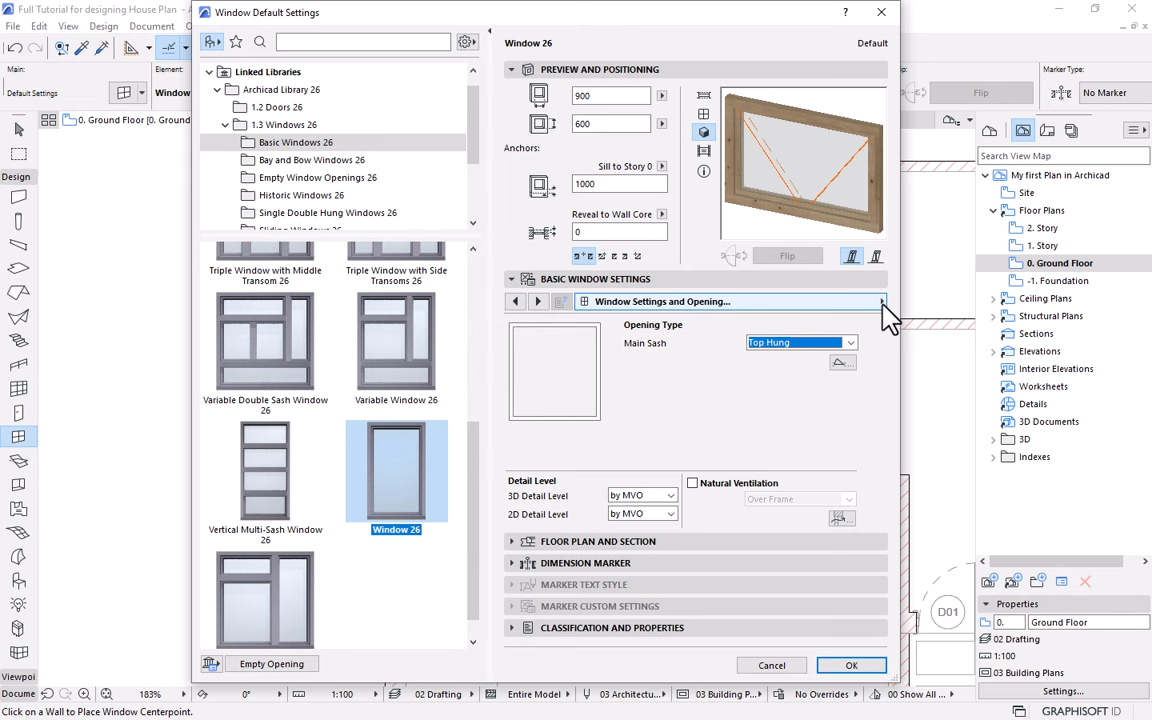 Full Tutorial for designing House Plan -
File Edit View Design Document
Main:
Default Settings
Element:
Window
0. Ground Floor [0. Ground
Design
Viewpoi
Docume
Window Default Settings
? ×
Linked Libraries
Archicad Library 26
1.2 Doors 26
1.3 Windows 26
Basic Windows 26
Bay and Bow Windows 26
Empty Window Openings 26
Historic Windows 26
Single Double Hung Windows 26
Triple Window with Middle
Transom 26
Triple Window with Side
Transoms 26
Variable Double Sash Window
26
Variable Window 26
Vertical Multi-Sash Window
26
Window 26
Empty Opening
Window 26 Default
PREVIEW AND POSITIONING
900
600
Anchors:
Sill to Story 0
1000
Reveal to Wall Core
0
Flip
BASIC WINDOW SETTINGS
Window Settings and Opening...
Opening Type
Main Sash Top Hung
Detail Level
3D Detail Level by MVO
2D Detail Level by MVO
Natural Ventilation
Over Frame
FLOOR PLAN AND SECTION
DIMENSION MARKER
MARKER TEXT STYLE
MARKER CUSTOM SETTINGS
CLASSIFICATION AND PROPERTIES
Cancel OK
Flip
Marker Type:
No Marker
D01
Search View Map
My first Plan in Archicad
Site
Floor Plans
2. Story
1. Story
0. Ground Floor
-1. Foundation
Ceiling Plans
Structural Plans
Sections
Elevations
Interior Elevations
Worksheets
Details
3D Documents
3D
Indexes
Properties
0. Ground Floor
02 Drafting
1:100
03 Building Plans
Settings...
183% 0° 1:100 02 Drafting Entire Model 03 Architectu... 03 Building P... No Overrides 00 Show All ...
Click on a Wall to Place Window Centerpoint.
GRAPHISOFT ID